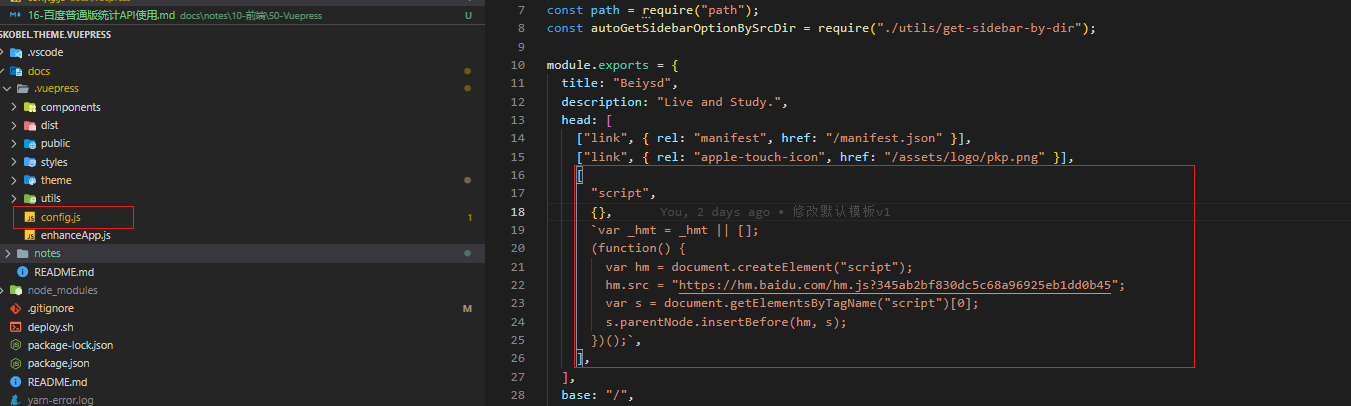 config.js docs\.vuepress
16-百度普通版统计API使用.md docs\notes\10-前端\50-Vuepress
SKOBEL.THEME.VUEPRESS
.vscode
docs
.vuepress
components
dist
public
styles
theme
utils
config.js 1
enhanceApp.js
notes
README.md
node_modules
.gitignore M
deploy.sh
package-lock.json
package.json
README.md
yarn-error.log
7 const path = require("path");
8 const autoGetSidebarOptionBySrcDir = require("./utils/get-sidebar-by-dir");
9
10 module.exports = {
11 title: "Beiysd",
12 description: "Live and Study.",
13 head: [
14 ["link", { rel: "manifest", href: "/manifest.json" }],
15 ["link", { rel: "apple-touch-icon", href: "/assets/logo/pkp.png" }],
16 [
17 "script",
18 {}, You, 2 days ago • 修改默认模板v1
19 `var _hmt = _hmt || [];
20 (function() {
21 var hm = document.createElement("script");
22 hm.src = "https://hm.baidu.com/hm.js?345ab2bf830dc5c68a96925eb1dd0b45";
23 var s = document.getElementsByTagName("script")[0];
24 s.parentNode.insertBefore(hm, s);
25 })();`,
26 ],
27 ],
28 base: "/",